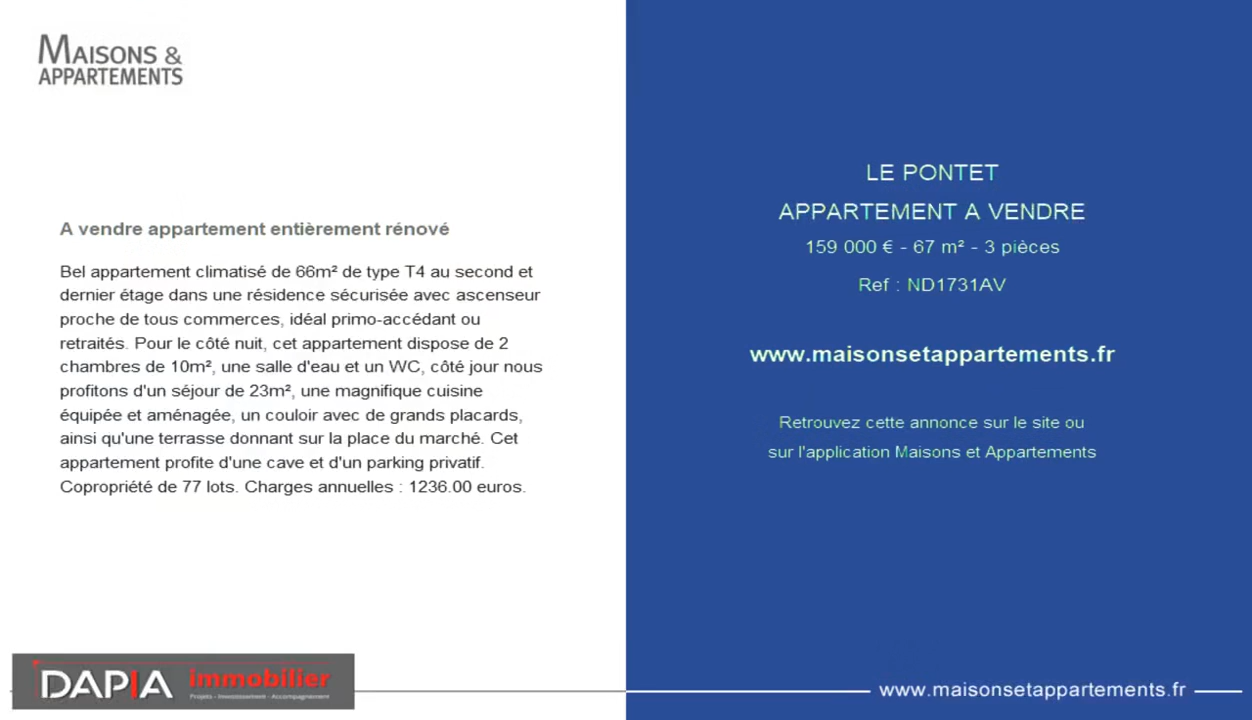 MAISONS &
APPARTEMENTS
A vendre appartement entièrement rénové
Bel appartement climatisé de 66m² de type T4 au second et
dernier étage dans une résidence sécurisée avec ascenseur
proche de tous commerces, idéal primo-accédant ou
retraités. Pour le côté nuit, cet appartement dispose de 2
chambres de 10m², une salle d'eau et un WC, côté jour nous
profitons d'un séjour de 23m², une magnifique cuisine
équipée et aménagée, un couloir avec de grands placards,
ainsi qu'une terrasse donnant sur la place du marché. Cet
appartement profite d'une cave et d'un parking privatif.
Copropriété de 77 lots. Charges annuelles : 1236.00 euros.
DAPIA immobilier
Projets - Investissement - Accompagnement
LE PONTET
APPARTEMENT A VENDRE
159 000 € - 67 m² - 3 pièces
Ref : ND1731AV
www.maisonsetappartements.fr
Retrouvez cette annonce sur le site ou
sur l'application Maisons et Appartements
www.maisonsetappartements.fr